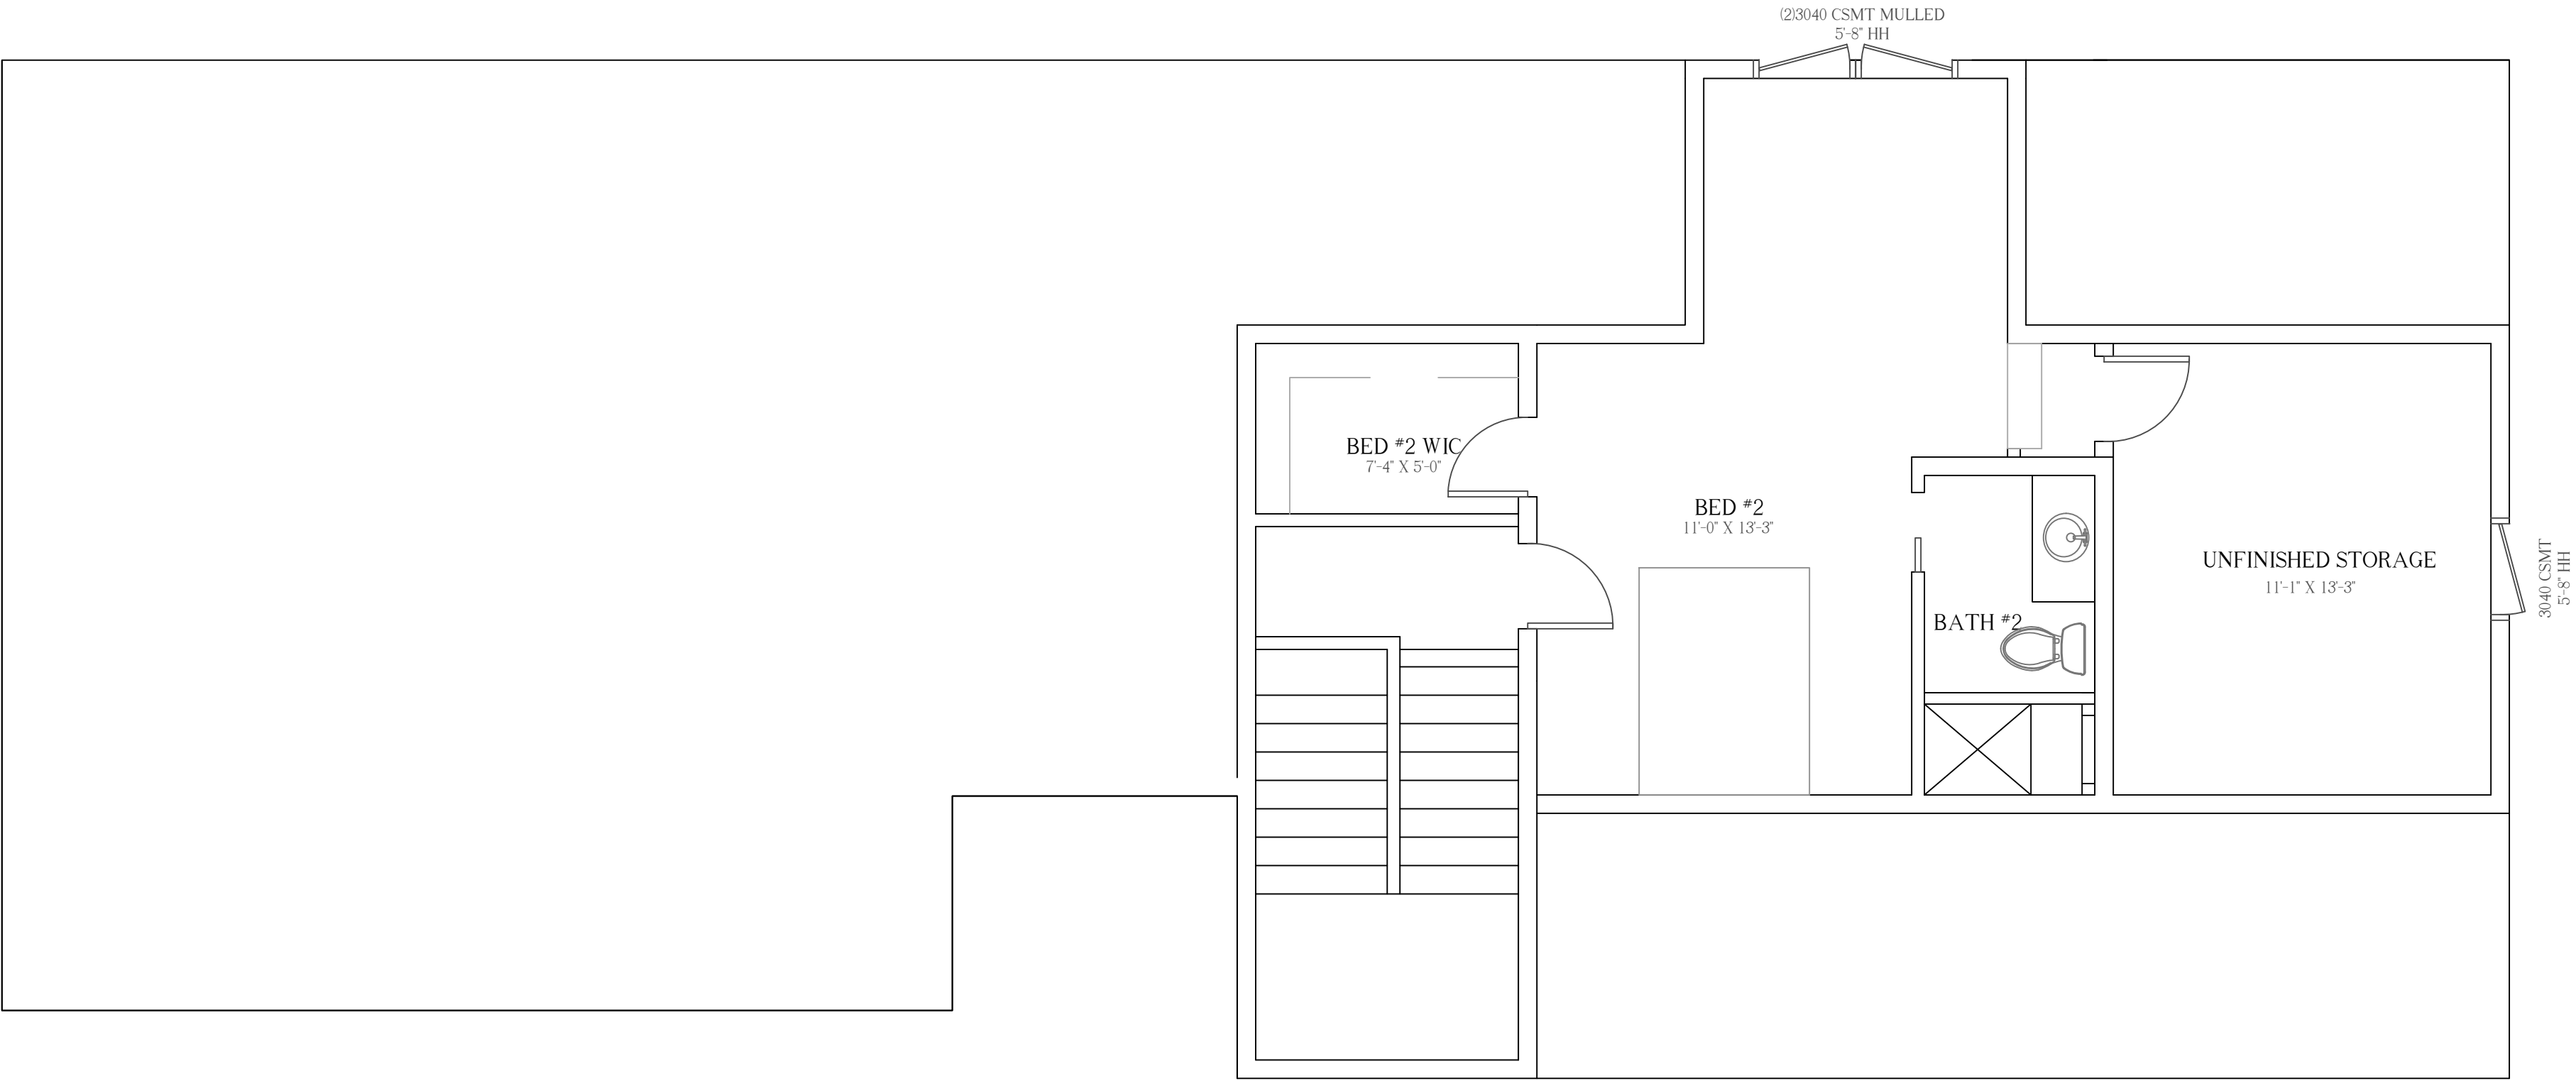 (2)3040 CSMT MULLED
5'-8" HH
BED #2 WIC
7'-4" X 5'-0"
BED #2
11'-0" X 13'-3"
UNFINISHED STORAGE
11'-1" X 13'-3"
3040 CSMT
5'-8" HH
BATH #2